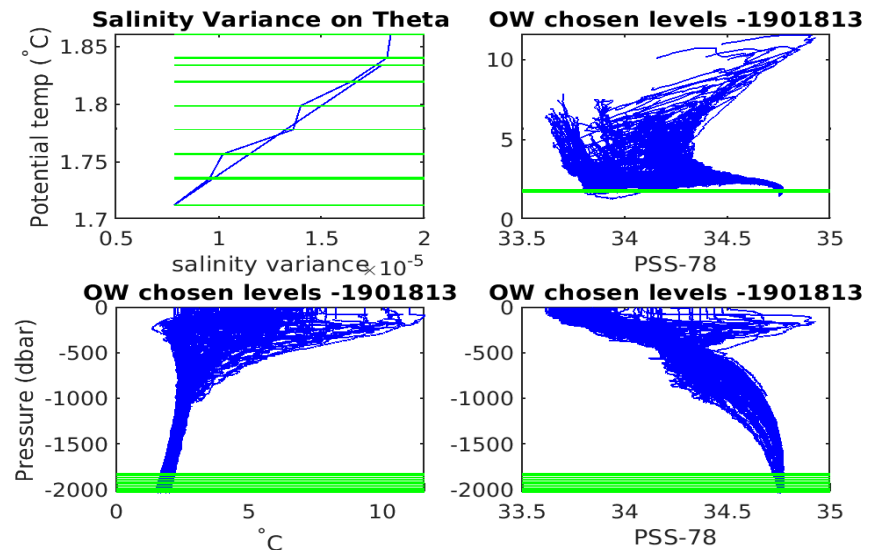 Salinity Variance on Theta
1.85
1.8
1.75
1.7
Potential temp (°C)
0.5 1 1.5 2
salinity variance ×10⁻⁵
OW chosen levels -1901813
10
5
0
33.5 34 34.5 35
PSS-78
OW chosen levels -1901813
0
-500
-1000
-1500
-2000
Pressure (dbar)
0 5 10
°C
OW chosen levels -1901813
0
-500
-1000
-1500
-2000
33.5 34 34.5 35
PSS-78